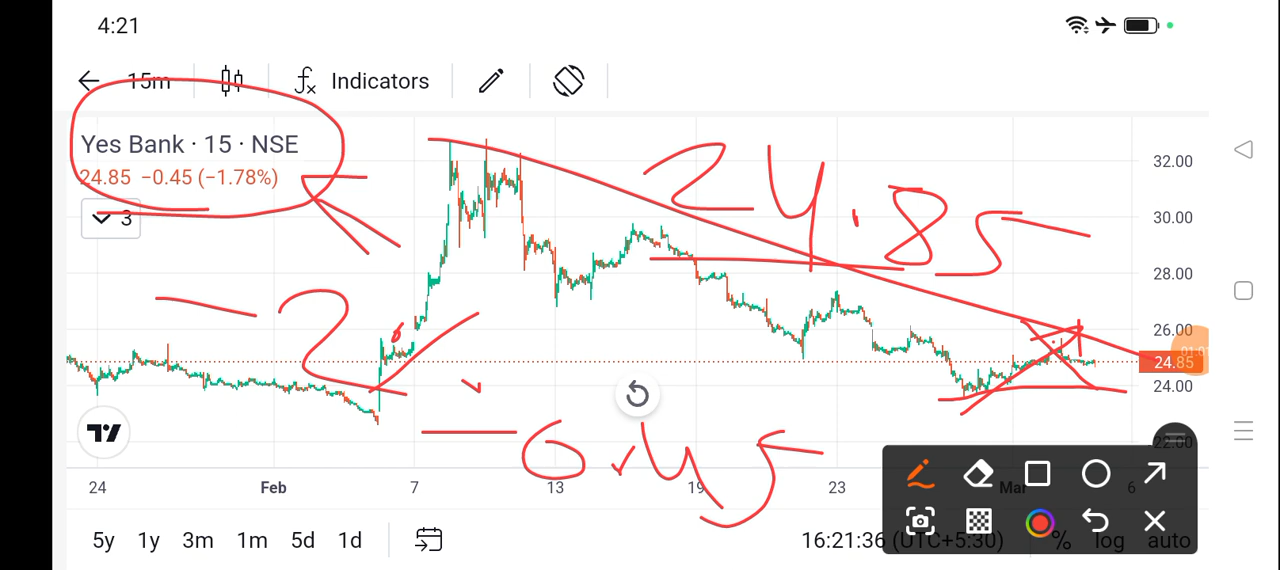 4:21
15m Indicators
Yes Bank · 15 · NSE
24.85 −0.45 (−1.78%)
3
32.00
30.00
28.00
26.00
24.85
24.00
22.00
24.85
2
6.45
24 Feb 7 13 19 23 Mar 6
5y 1y 3m 1m 5d 1d 16:21:36 (UTC+5:30) % log auto